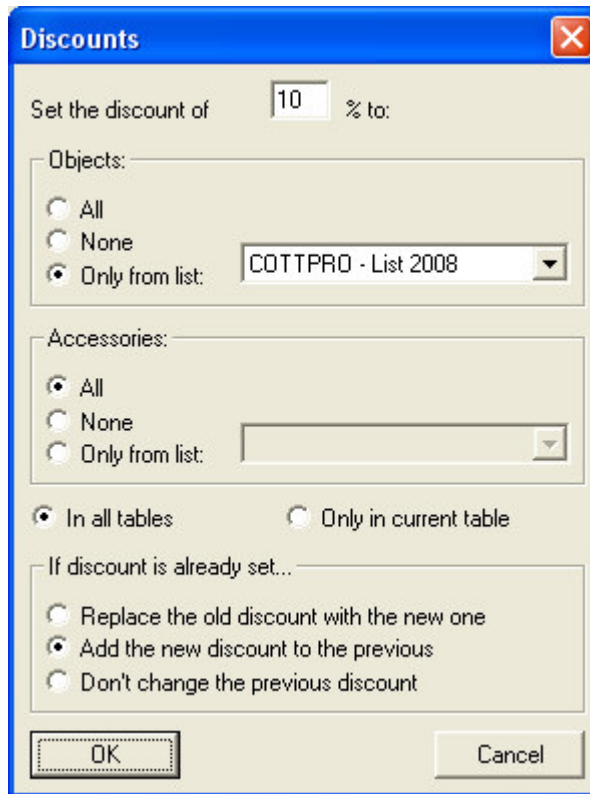 Discounts
Set the discount of 10 % to:
Objects:
All
None
Only from list: COTTPRO - List 2008
Accessories:
All
None
Only from list:
In all tables Only in current table
If discount is already set...
Replace the old discount with the new one
Add the new discount to the previous
Don't change the previous discount
OK Cancel